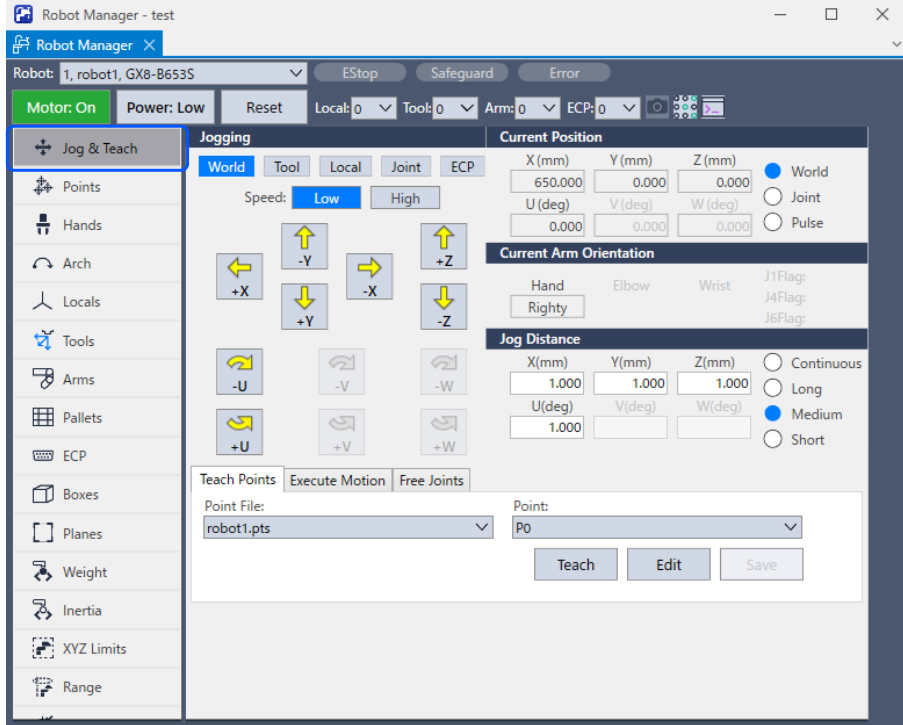 Robot Manager - test
Robot Manager
Robot: 1, robot1, GX8-B653S EStop Safeguard Error
Motor: On Power: Low Reset Local: 0 Tool: 0 Arm: 0 ECP: 0
Jog & Teach
Points
Hands
Arch
Locals
Tools
Arms
Pallets
ECP
Boxes
Planes
Weight
Inertia
XYZ Limits
Range
Jogging
World Tool Local Joint ECP
Speed: Low High
-Y +Z
+X -X
+Y -Z
-U -V -W
+U +V +W
Current Position
X (mm) Y (mm) Z (mm)
650.000 0.000 0.000
U (deg) V (deg) W (deg)
0.000 0.000 0.000
World
Joint
Pulse
Current Arm Orientation
Hand Elbow Wrist
Righty
J1Flag:
J4Flag:
J6Flag:
Jog Distance
X(mm) Y(mm) Z(mm)
1.000 1.000 1.000
U(deg) V(deg) W(deg)
1.000
Continuous
Long
Medium
Short
Teach Points Execute Motion Free Joints
Point File: Point:
robot1.pts P0
Teach Edit Save